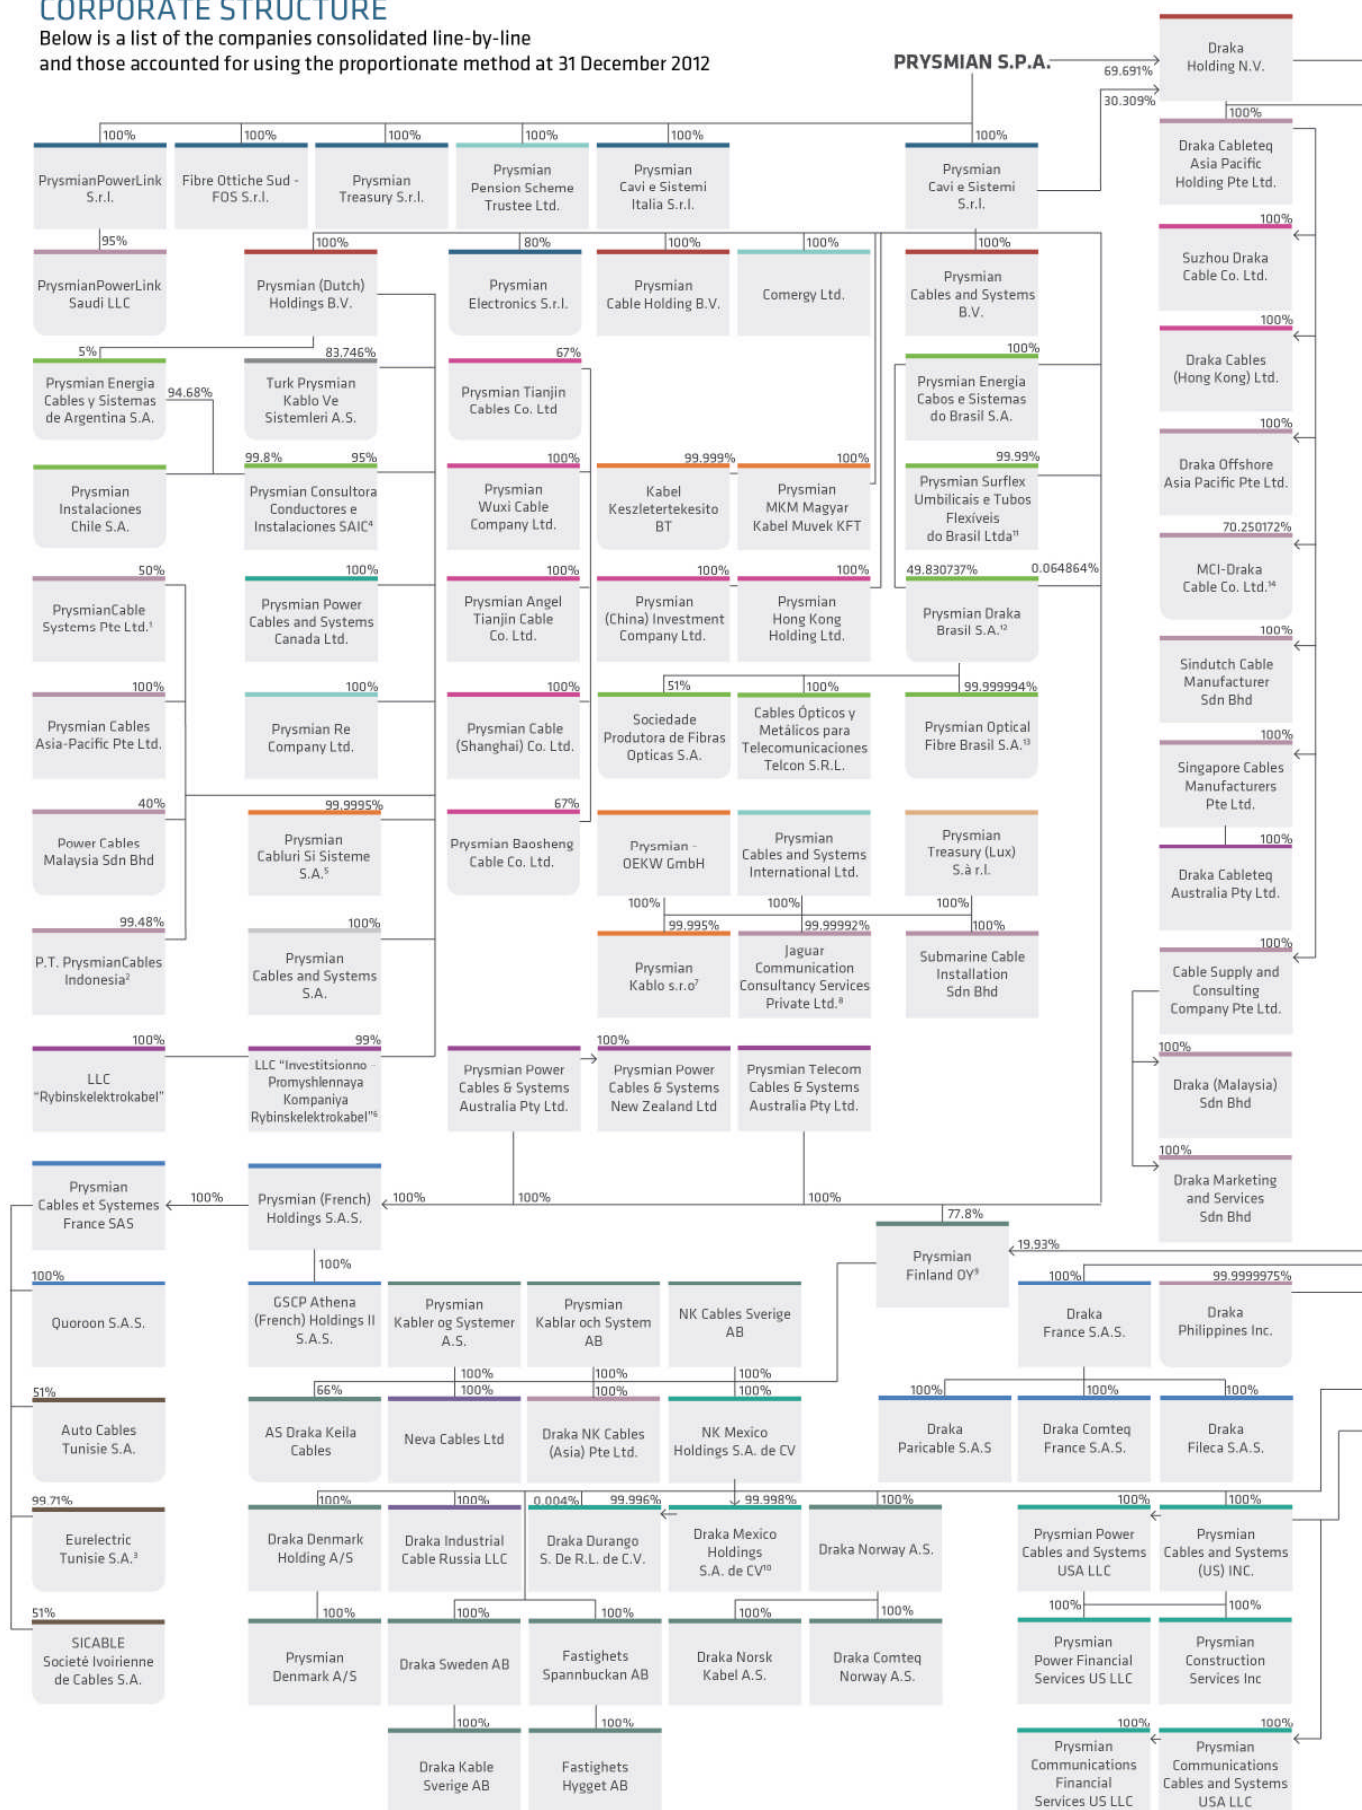 CORPORATE STRUCTURE
Below is a list of the companies consolidated line-by-line
and those accounted for using the proportionate method at 31 December 2012
PRYSMIAN S.P.A.
69.691%
30.309%
Draka
Holding N.V.
100%
100%
100%
100%
100%
100%
100%
PrysmianPowerLink
S.r.l.
Fibre Ottiche Sud -
FOS S.r.l.
Prysmian
Treasury S.r.l.
Prysmian
Pension Scheme
Trustee Ltd.
Prysmian
Cavi e Sistemi
Italia S.r.l.
Prysmian
Cavi e Sistemi
S.r.l.
Draka Cableteq
Asia Pacific
Holding Pte Ltd.
95%
100%
80%
100%
100%
100%
100%
PrysmianPowerLink
Saudi LLC
Prysmian (Dutch)
Holdings B.V.
Prysmian
Electronics S.r.l.
Prysmian
Cable Holding B.V.
Comergy Ltd.
Prysmian
Cables and Systems
B.V.
Suzhou Draka
Cable Co. Ltd.
5%
83.746%
67%
100%
100%
Prysmian Energia
Cables y Sistemas
de Argentina S.A.
94.68%
Turk Prysmian
Kablo Ve
Sistemleri A.S.
Prysmian Tianjin
Cables Co. Ltd
Prysmian Energia
Cabos e Sistemas
do Brasil S.A.
Draka Cables
(Hong Kong) Ltd.
99.8%
95%
100%
99.999%
100%
99.99%
100%
Prysmian
Instalaciones
Chile S.A.
Prysmian Consultora
Conductores e
Instalaciones SAIC⁴
Prysmian
Wuxi Cable
Company Ltd.
Kabel
Keszletertekesito
BT
Prysmian
MKM Magyar
Kabel Muvek KFT
Prysmian Surflex
Umbilicais e Tubos
Flexíveis
do Brasil Ltda¹¹
Draka Offshore
Asia Pacific Pte Ltd.
50%
100%
100%
100%
100%
49.830737%
0.064864%
70.250172%
PrysmianCable
Systems Pte Ltd.¹
Prysmian Power
Cables and Systems
Canada Ltd.
Prysmian Angel
Tianjin Cable
Co. Ltd.
Prysmian
(China) Investment
Company Ltd.
Prysmian
Hong Kong
Holding Ltd.
Prysmian Draka
Brasil S.A.¹²
MCI-Draka
Cable Co. Ltd.¹⁴
100%
100%
100%
51%
100%
99.999994%
100%
Prysmian Cables
Asia-Pacific Pte Ltd.
Prysmian Re
Company Ltd.
Prysmian Cable
(Shanghai) Co. Ltd.
Sociedade
Produtora de Fibras
Opticas S.A.
Cables Ópticos y
Metálicos para
Telecomunicaciones
Telcon S.R.L.
Prysmian Optical
Fibre Brasil S.A.¹³
Sindutch Cable
Manufacturer
Sdn Bhd
40%
99.9995%
67%
100%
Power Cables
Malaysia Sdn Bhd
Prysmian
Cabluri Si Sisteme
S.A.⁵
Prysmian Baosheng
Cable Co. Ltd.
Prysmian -
OEKW GmbH
Prysmian
Cables and Systems
International Ltd.
Prysmian
Treasury (Lux)
S.à r.l.
Singapore Cables
Manufacturers
Pte Ltd.
100%
Draka Cableteq
Australia Pty Ltd.
100%
100%
100%
99.48%
100%
99.995%
99.99992%
100%
100%
P.T. PrysmianCables
Indonesia²
Prysmian
Cables and Systems
S.A.
Prysmian
Kablo s.r.o⁷
Jaguar
Communication
Consultancy Services
Private Ltd.⁸
Submarine Cable
Installation
Sdn Bhd
Cable Supply and
Consulting
Company Pte Ltd.
100%
99%
100%
100%
LLC
"Rybinskelektrokabel"
LLC "Investitsionno -
Promyshlennaya
Kompaniya
Rybinskelektrokabel"⁶
Prysmian Power
Cables & Systems
Australia Pty Ltd.
Prysmian Power
Cables & Systems
New Zealand Ltd
Prysmian Telecom
Cables & Systems
Australia Pty Ltd.
Draka (Malaysia)
Sdn Bhd
100%
Draka Marketing
and Services
Sdn Bhd
Prysmian
Cables et Systemes
France SAS
100%
Prysmian (French)
Holdings S.A.S.
100%
100%
100%
77.8%
19.93%
Prysmian
Finland OY⁹
100%
100%
100%
99.9999975%
Quoroon S.A.S.
GSCP Athena
(French) Holdings II
S.A.S.
Prysmian
Kabler og Systemer
A.S.
Prysmian
Kablar och System
AB
NK Cables Sverige
AB
Draka
France S.A.S.
Draka
Philippines Inc.
100%
100%
100%
51%
66%
100%
100%
100%
100%
100%
100%
Auto Cables
Tunisie S.A.
AS Draka Keila
Cables
Neva Cables Ltd
Draka NK Cables
(Asia) Pte Ltd.
NK Mexico
Holdings S.A. de CV
Draka
Paricable S.A.S
Draka Comteq
France S.A.S.
Draka
Fileca S.A.S.
99.71%
100%
100%
0.004%
99.996%
99.998%
100%
100%
100%
Eurelectric
Tunisie S.A.³
Draka Denmark
Holding A/S
Draka Industrial
Cable Russia LLC
Draka Durango
S. De R.L. de C.V.
Draka Mexico
Holdings
S.A. de CV¹⁰
Draka Norway A.S.
Prysmian Power
Cables and Systems
USA LLC
Prysmian
Cables and Systems
(US) INC.
51%
100%
100%
100%
100%
100%
100%
100%
SICABLE
Société Ivoirienne
de Cables S.A.
Prysmian
Denmark A/S
Draka Sweden AB
Fastighets
Spannbuckan AB
Draka Norsk
Kabel A.S.
Draka Comteq
Norway A.S.
Prysmian
Power Financial
Services US LLC
Prysmian
Construction
Services Inc
100%
100%
100%
100%
Draka Kable
Sverige AB
Fastighets
Hygget AB
Prysmian
Communications
Financial
Services US LLC
Prysmian
Communications
Cables and Systems
USA LLC